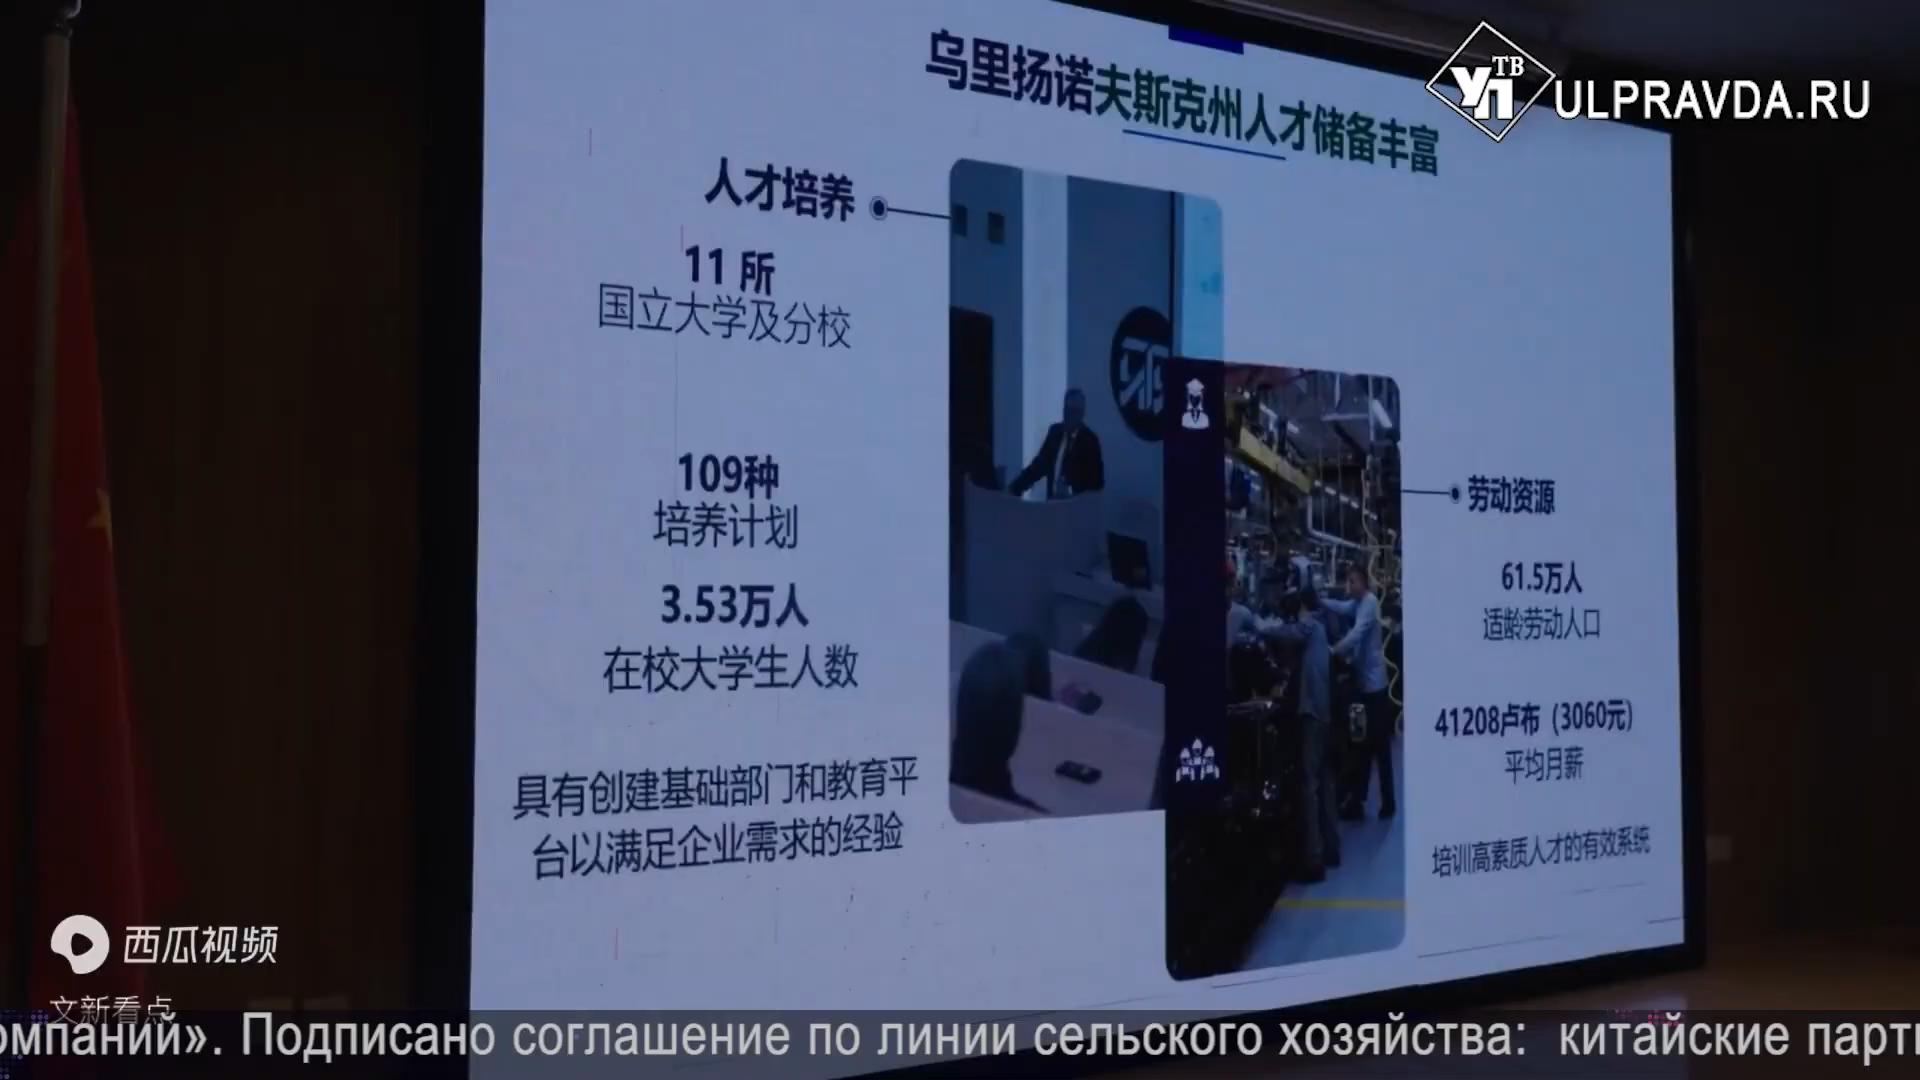 乌里扬诺夫斯克州人才储备丰富
УП ТВ
ULPRAVDA.RU
人才培养
11 所
国立大学及分校
109种
培养计划
3.53万人
在校大学生人数
具有创建基础部门和教育平
台以满足企业需求的经验
劳动资源
61.5万人
适龄劳动人口
41208卢布（3060元）
平均月薪
培训高素质人才的有效系统
西瓜视频
文新看点
омпаний». Подписано соглашение по линии сельского хозяйства: китайские парт